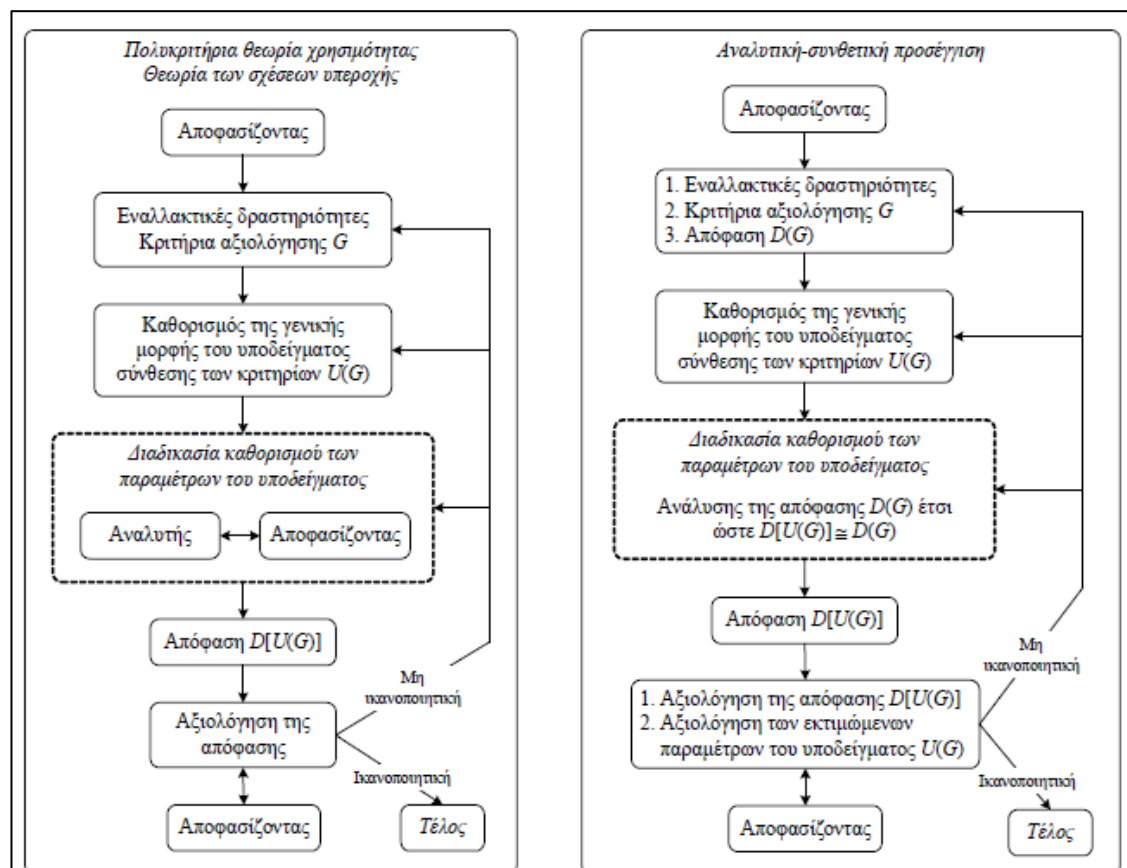 Πολυκριτήρια θεωρία χρησιμότητας
Θεωρία των σχέσεων υπεροχής
Αποφασίζοντας
Εναλλακτικές δραστηριότητες
Κριτήρια αξιολόγησης G
Καθορισμός της γενικής
μορφής του υποδείγματος
σύνθεσης των κριτηρίων U(G)
Διαδικασία καθορισμού των
παραμέτρων του υποδείγματος
Αναλυτής
Αποφασίζοντας
Απόφαση D[U(G)]
Μη
ικανοποιητική
Αξιολόγηση της
απόφασης
Ικανοποιητική
Αποφασίζοντας
Τέλος
Αναλυτική-συνθετική προσέγγιση
Αποφασίζοντας
1. Εναλλακτικές δραστηριότητες
2. Κριτήρια αξιολόγησης G
3. Απόφαση D(G)
Καθορισμός της γενικής
μορφής του υποδείγματος
σύνθεσης των κριτηρίων U(G)
Διαδικασία καθορισμού των
παραμέτρων του υποδείγματος
Ανάλυσης της απόφασης D(G) έτσι
ώστε D[U(G)] ≅ D(G)
Απόφαση D[U(G)]
Μη
ικανοποιητική
1. Αξιολόγηση της απόφασης D[U(G)]
2. Αξιολόγηση των εκτιμώμενων
παραμέτρων του υποδείγματος U(G)
Ικανοποιητική
Αποφασίζοντας
Τέλος